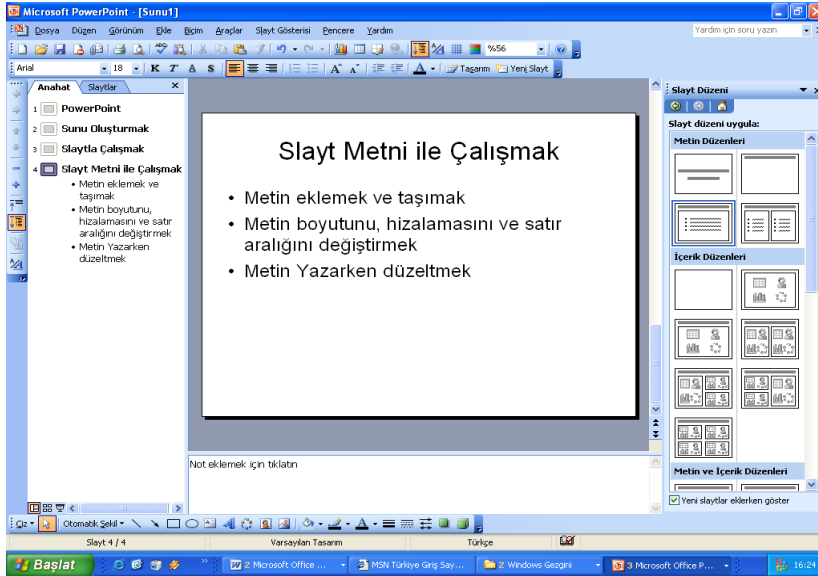 Microsoft PowerPoint - [Sunu1]
Dosya Düzen Görünüm Ekle Biçim Araçlar Slayt Gösterisi Pencere Yardım
Yardım için soru yazın
%56
Arial 18 K T A S
Tasarım Yeni Slayt
Anahat Slaytlar
1 PowerPoint
2 Sunu Oluşturmak
3 Slaytla Çalışmak
4 Slayt Metni ile Çalışmak
• Metin eklemek ve
taşımak
• Metin boyutunu,
hizalamasını ve satır
aralığını değiştirmek
• Metin Yazarken
düzeltmek
Slayt Metni ile Çalışmak
• Metin eklemek ve taşımak
• Metin boyutunu, hizalamasını ve satır
aralığını değiştirmek
• Metin Yazarken düzeltmek
Not eklemek için tıklatın
Slayt Düzeni
Slayt düzeni uygula:
Metin Düzenleri
İçerik Düzenleri
Metin ve İçerik Düzenleri
Yeni slaytlar eklerken göster
Çiz Otomatik Şekil
Slayt 4 / 4
Varsayılan Tasarım
Türkçe
Başlat
2 Microsoft Office ...
MSN Türkiye Giriş Say...
2 Windows Gezgini
3 Microsoft Office P...
16:24